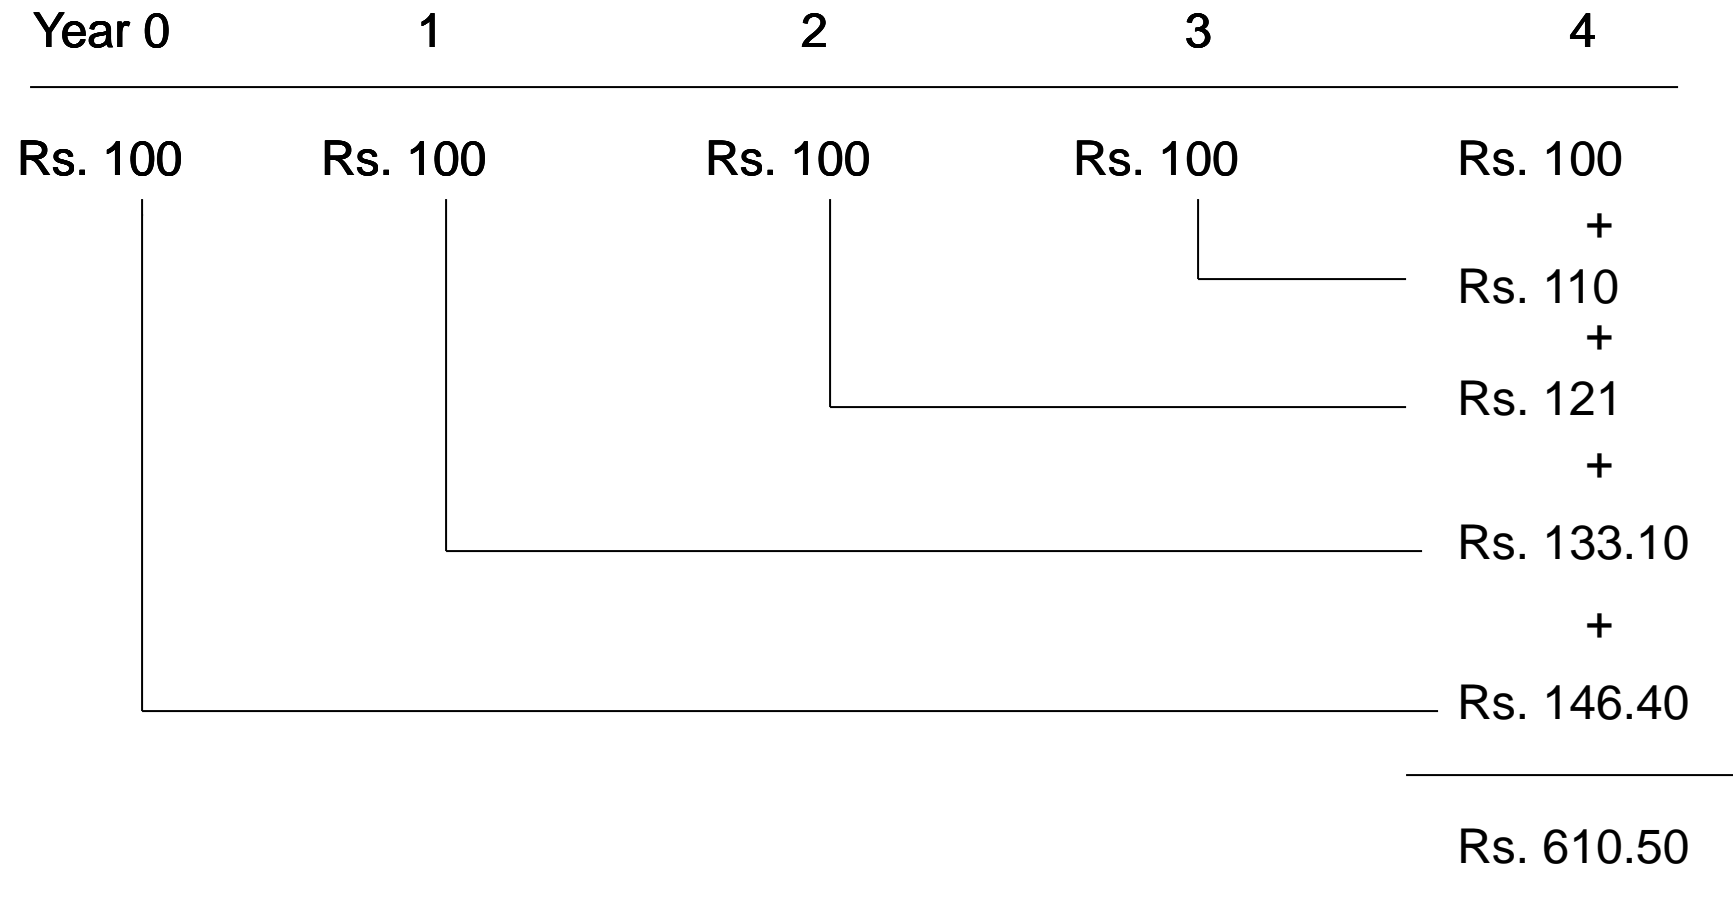 Year 0 1 2 3 4
Rs. 100 Rs. 100 Rs. 100 Rs. 100 Rs. 100
+
Rs. 110
+
Rs. 121
+
Rs. 133.10
+
Rs. 146.40
Rs. 610.50